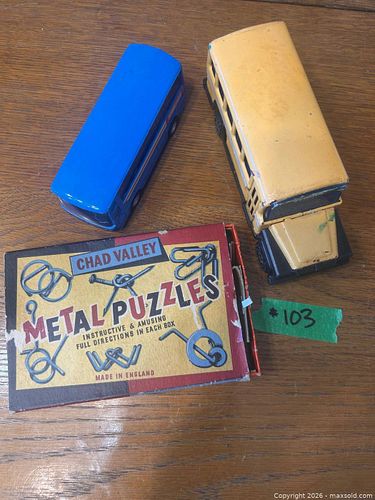 CHAD VALLEY
METAL PUZZLES
INSTRUCTIVE & AMUSING
FULL DIRECTIONS IN EACH BOX
MADE IN ENGLAND
# 103
Copyright © 2026 - maxsold.com